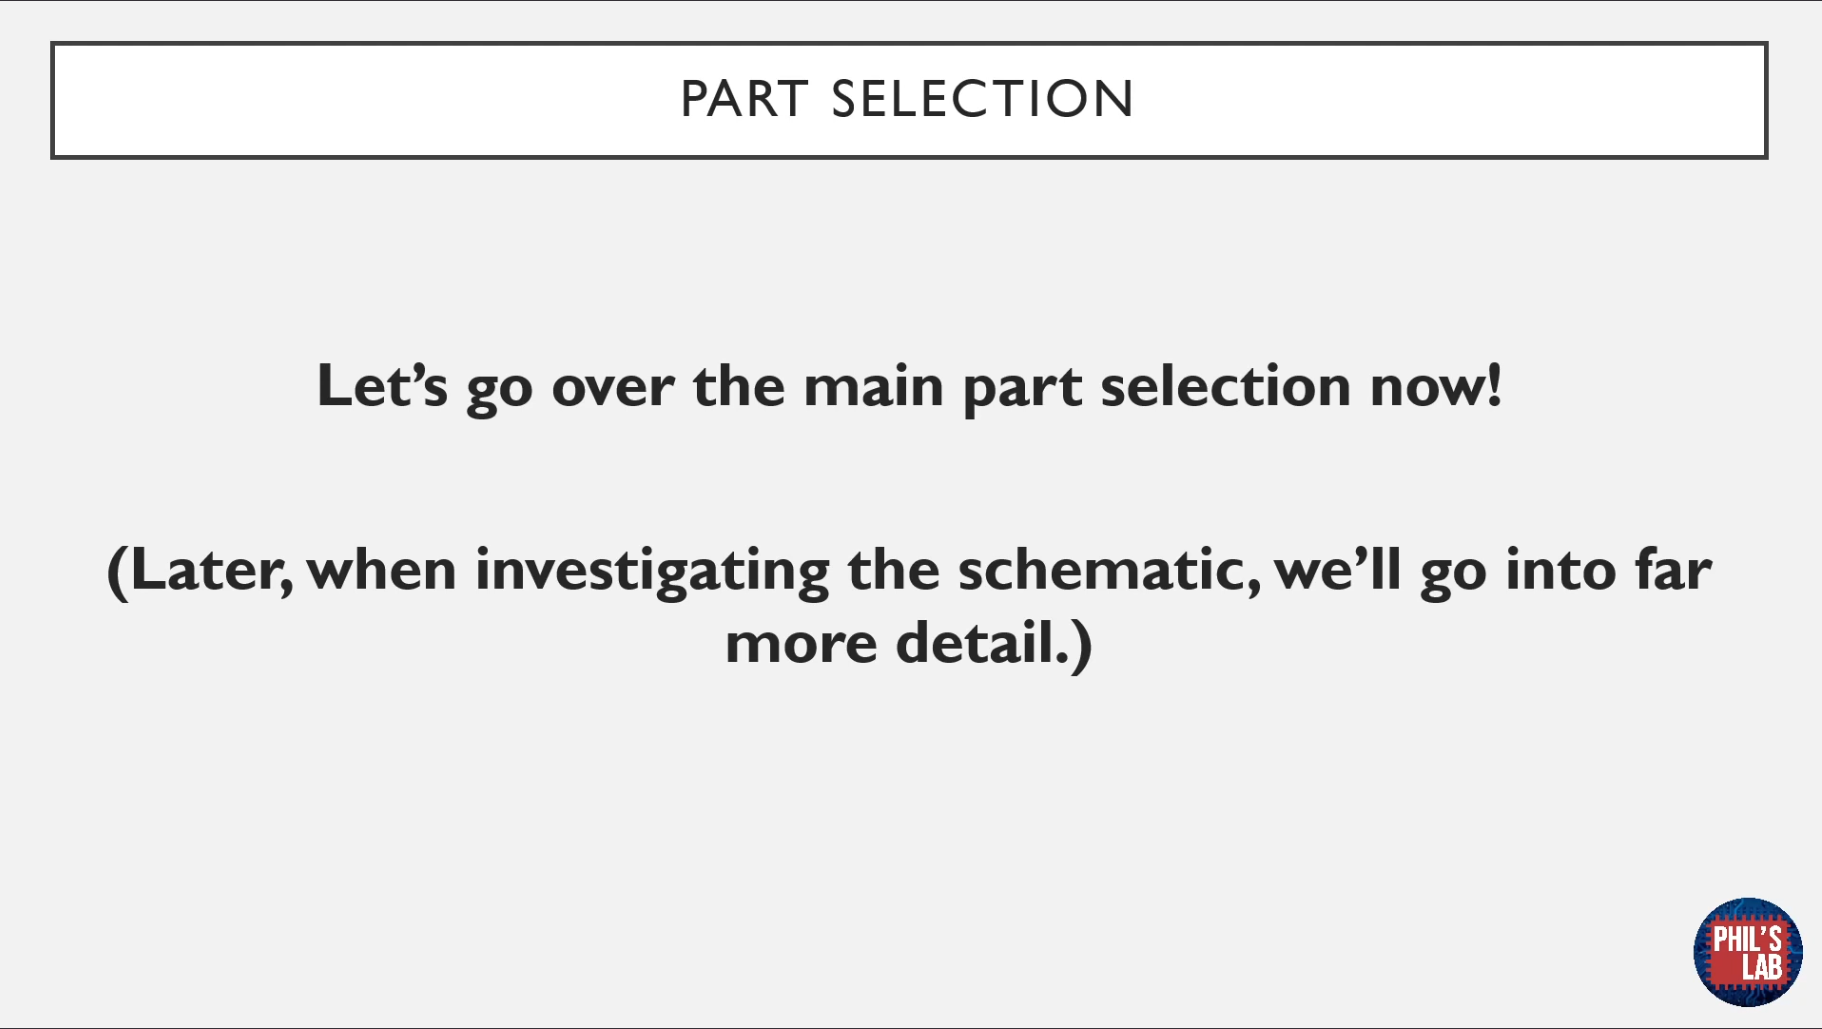 PART SELECTION
Let’s go over the main part selection now!
(Later, when investigating the schematic, we’ll go into far
more detail.)
PHIL’S
LAB